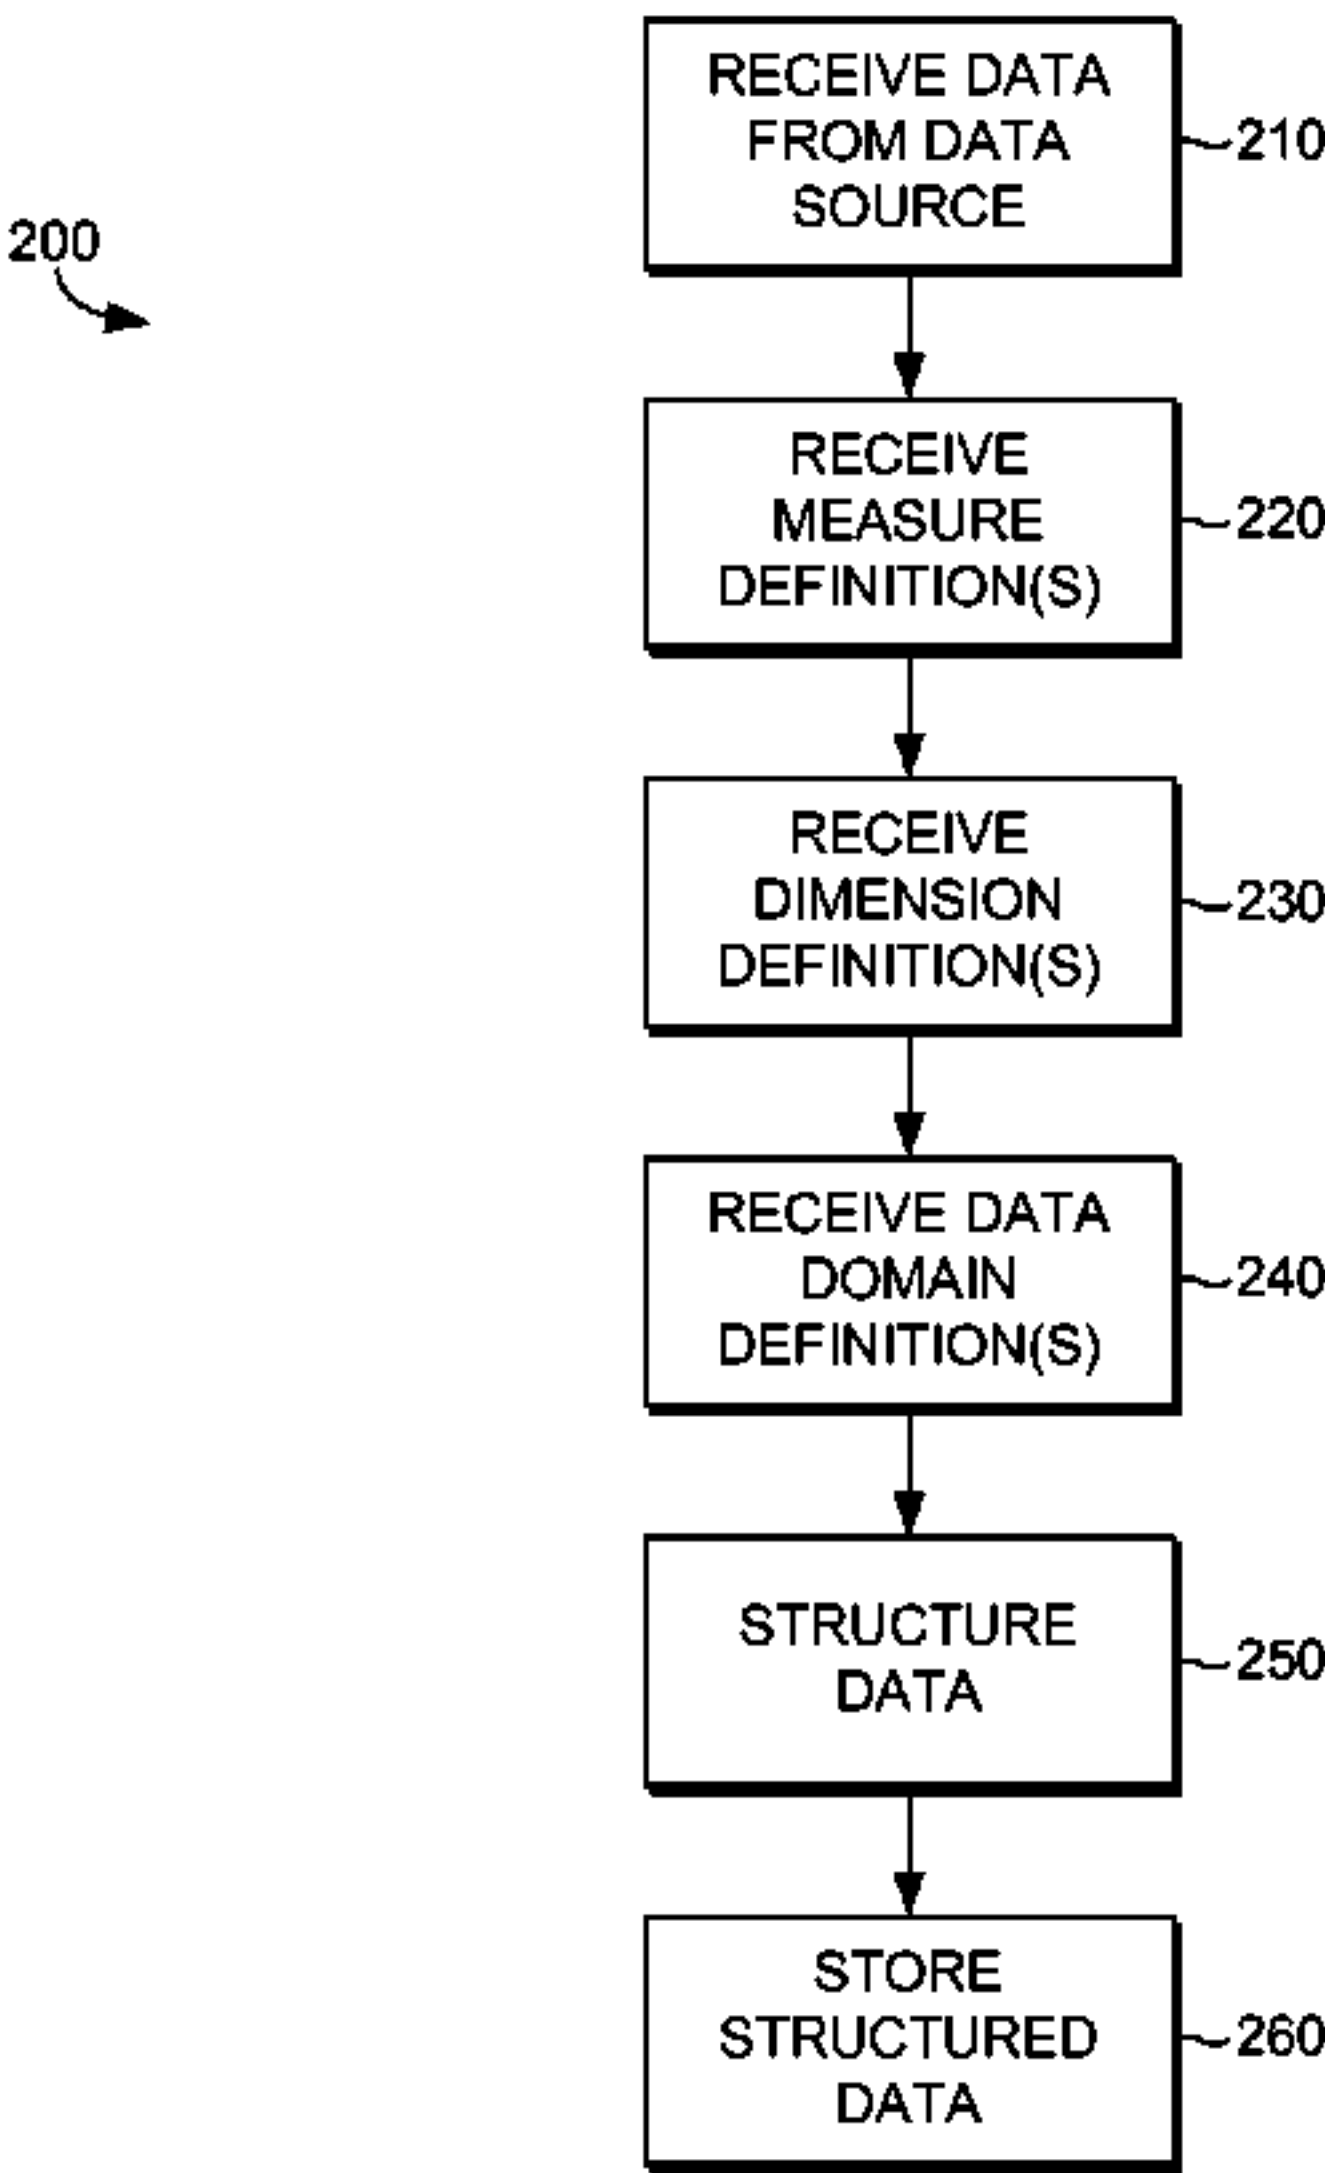 RECEIVE DATA
FROM DATA
SOURCE
210
200
RECEIVE
MEASURE
DEFINITION(S)
220
RECEIVE
DIMENSION
DEFINITION(S)
230
RECEIVE DATA
DOMAIN
DEFINITION(S)
240
STRUCTURE
DATA
250
STORE
STRUCTURED
DATA
260